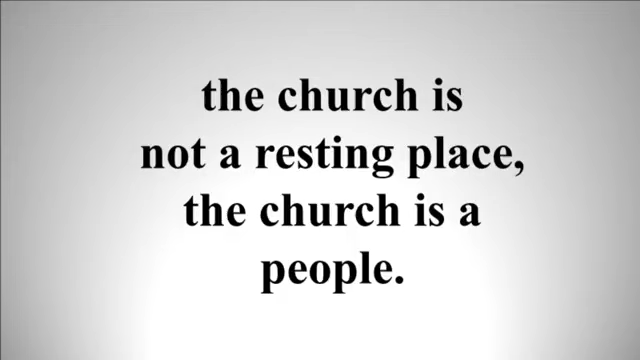 the church is
not a resting place,
the church is a
people.